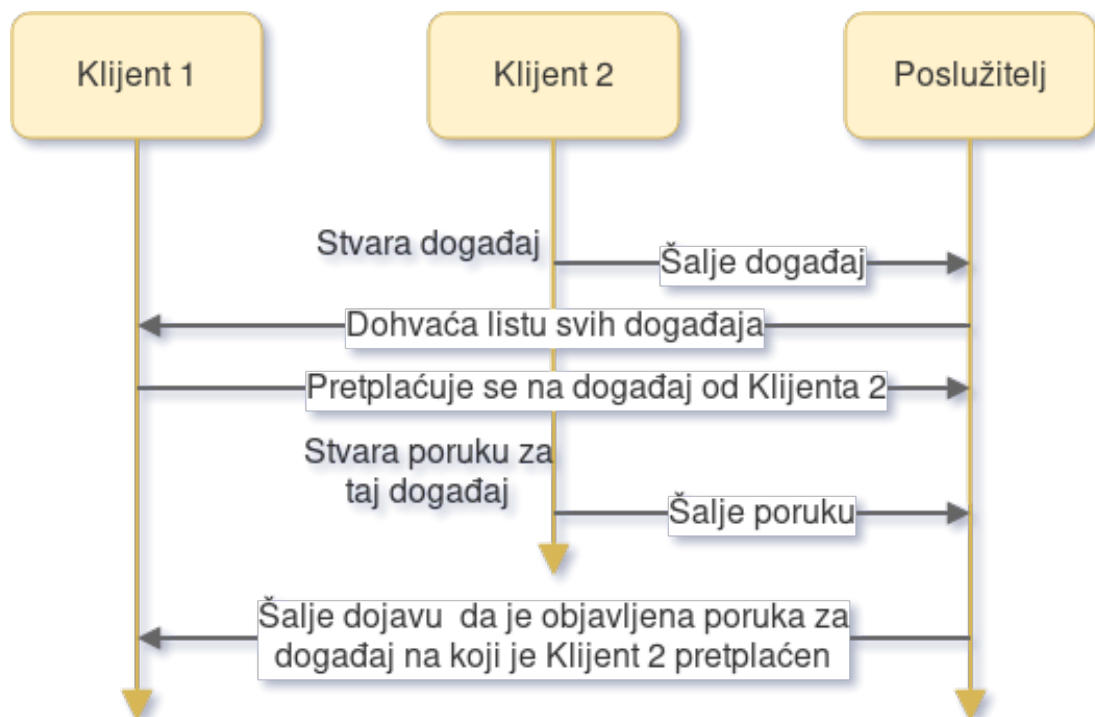 Klijent 1
Klijent 2
Poslužitelj
Stvara događaj
Šalje događaj
Dohvaća listu svih događaja
Pretplaćuje se na događaj od Klijenta 2
Stvara poruku za
taj događaj
Šalje poruku
Šalje dojavu da je objavljena poruka za
događaj na koji je Klijent 2 pretplaćen